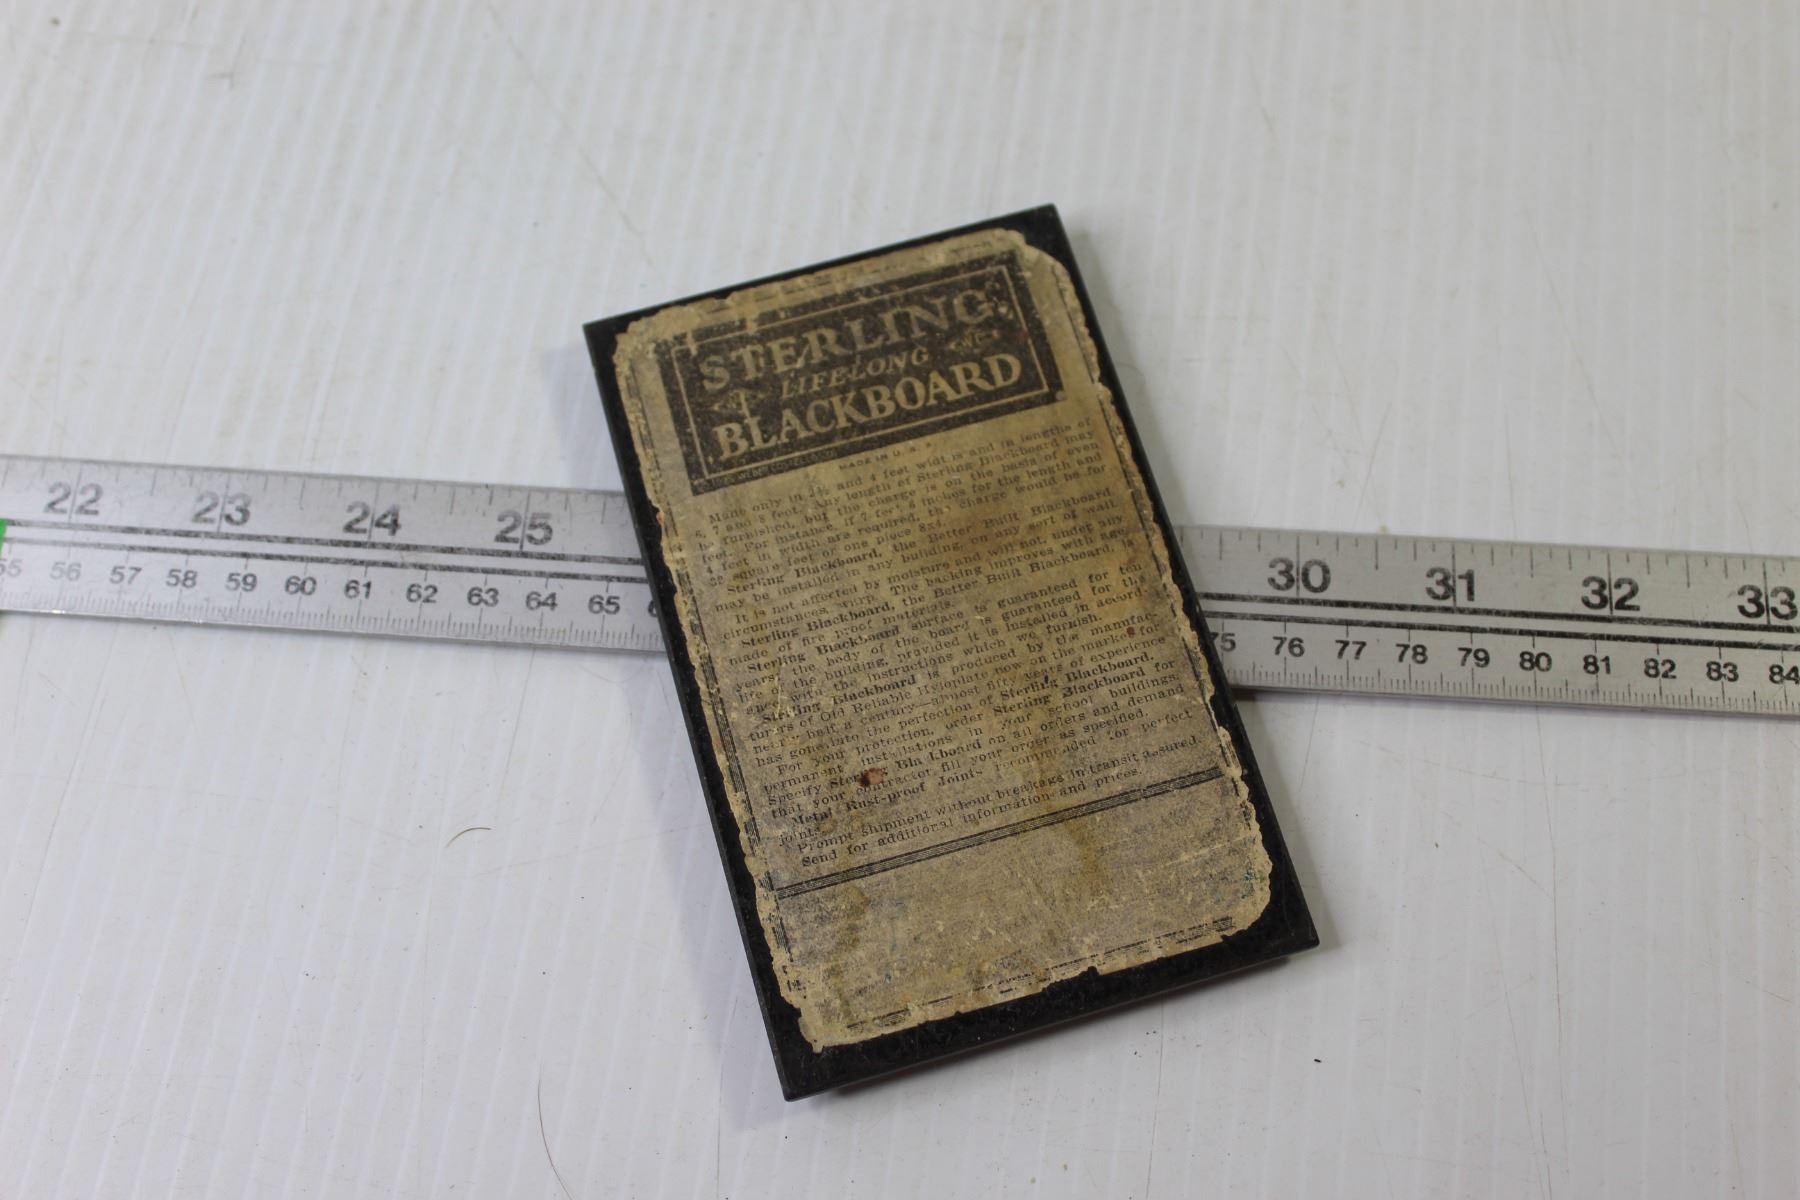 STERLING
LIFELONG
BLACKBOARD
MADE IN U. S. A.
Made only in 3½ and 4 feet widths and in lengths of
6, 7 and 8 feet. Any length of Sterling Blackboard may
be furnished, but the charge is on the basis of even
feet. For instance, if 7 feet 6 inches for the length and
4 feet in width are required, the charge would be for
32 square feet or one piece 8x4.
Sterling Blackboard, the Better Built Blackboard,
may be installed in any building, on any sort of wall.
It is not affected by moisture and will not, under any
circumstances, warp. The backing improves with age.
Sterling Blackboard, the Better Built Blackboard, is
made of fire proof materials.
Sterling Blackboard surface is guaranteed for ten
years; the body of the board is guaranteed for the
life of the building, provided it is installed in accord-
ance with the instructions which we furnish.
Sterling Blackboard is produced by the manufac-
turers of Old Reliable Hyloplate now on the market for
nearly half a century—almost fifty years of experience
has gone into the perfection of Sterling Blackboard.
For your protection, order Sterling Blackboard for
permanent installations in your school buildings.
Specify Sterling Blackboard on all orders and demand
that your contractor fill your order as specified.
Metal Rust-proof Joints recommended for perfect
joints.
Prompt shipment without breakage in transit assured.
Send for additional information and prices.
22 23 24 25 30 31 32 33
55 56 57 58 59 60 61 62 63 64 65 75 76 77 78 79 80 81 82 83 84